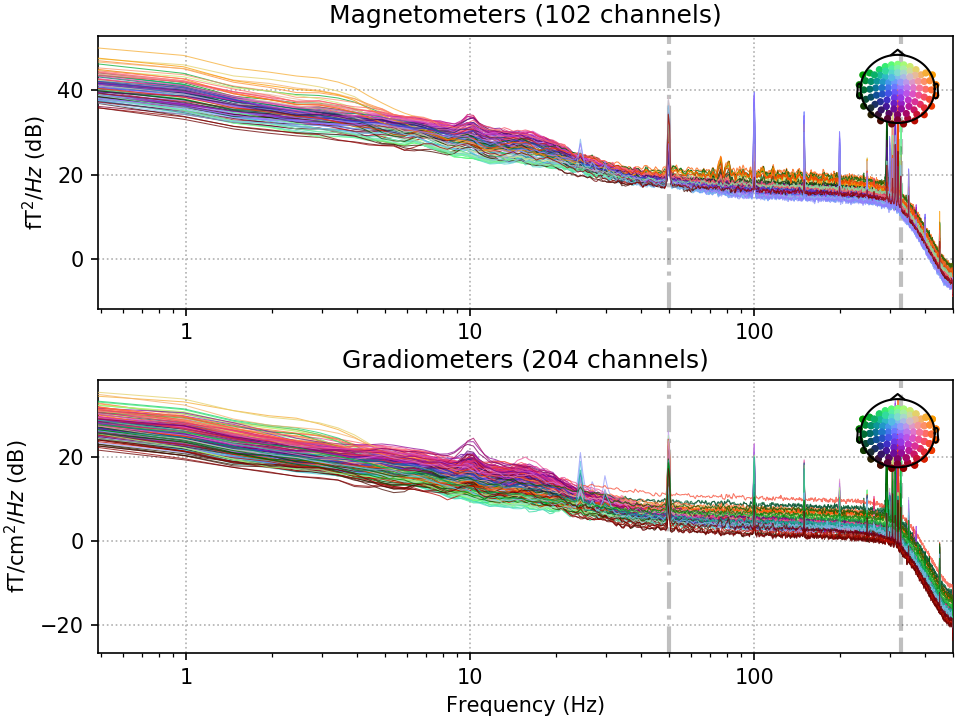 Magnetometers (102 channels)
fT²/Hz (dB)
40
20
0
1
10
100
Gradiometers (204 channels)
fT/cm²/Hz (dB)
20
0
−20
1
10
100
Frequency (Hz)